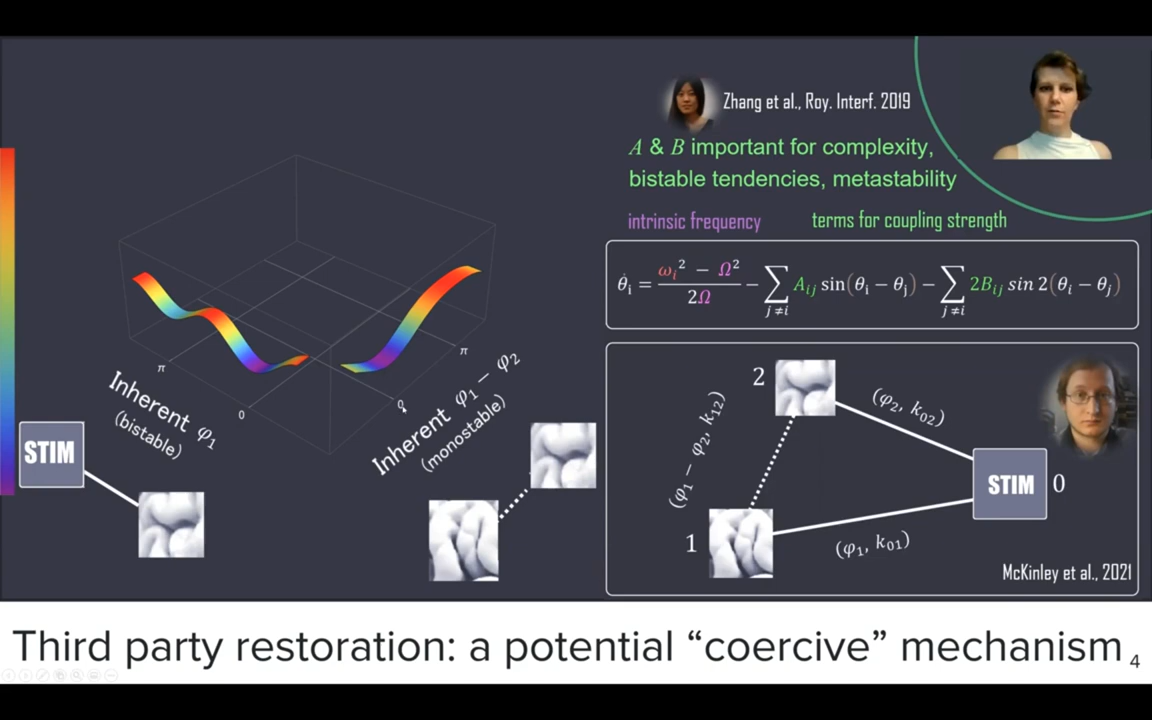 Zhang et al., Roy. Interf. 2019
A & B important for complexity,
bistable tendencies, metastability
intrinsic frequency
terms for coupling strength
θ̇ᵢ = (ωᵢ² − Ω²) / 2Ω − ∑ j≠i Aᵢⱼ sin(θᵢ − θⱼ) − ∑ j≠i 2Bᵢⱼ sin 2(θᵢ − θⱼ)
π
0
Inherent φ₁
(bistable)
π
0
Inherent φ₁ − φ₂
(monostable)
STIM
2
(φ₂, k₀₂)
(φ₁ − φ₂, k₁₂)
STIM
0
1
(φ₁, k₀₁)
McKinley et al., 2021
Third party restoration: a potential “coercive” mechanism
4